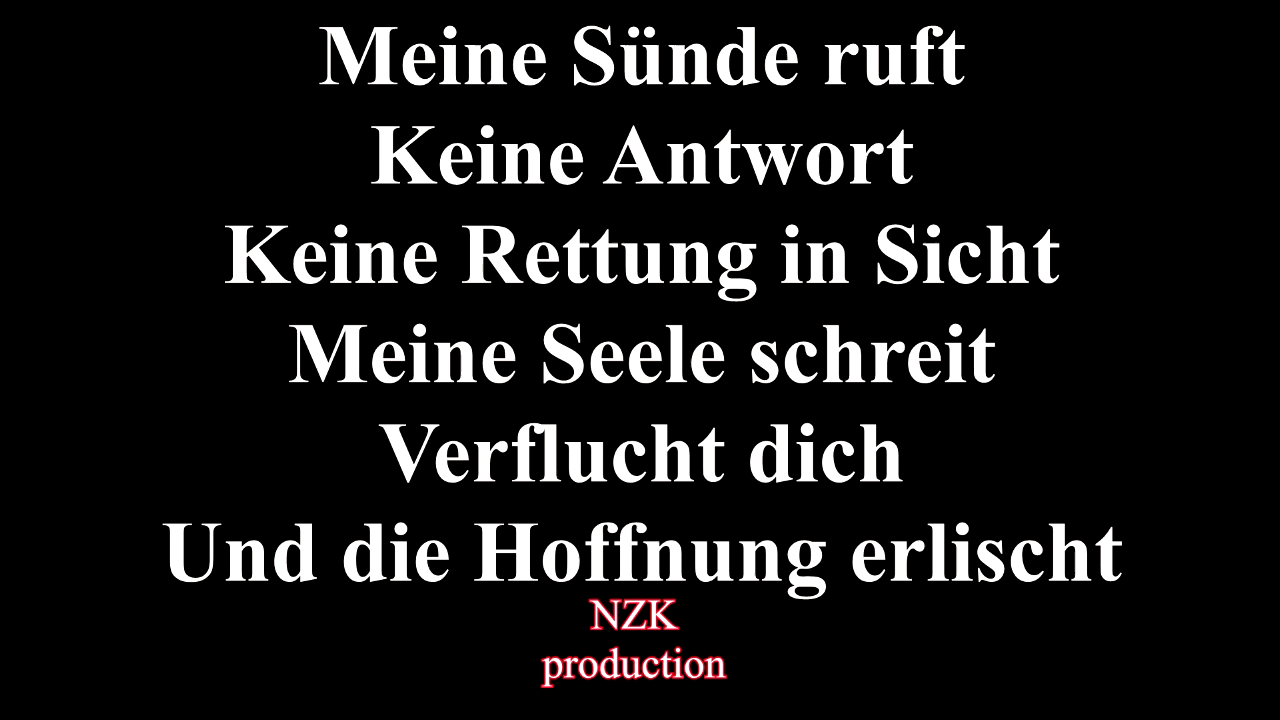 Meine Sünde ruft
Keine Antwort
Keine Rettung in Sicht
Meine Seele schreit
Verflucht dich
Und die Hoffnung erlischt
NZK
production